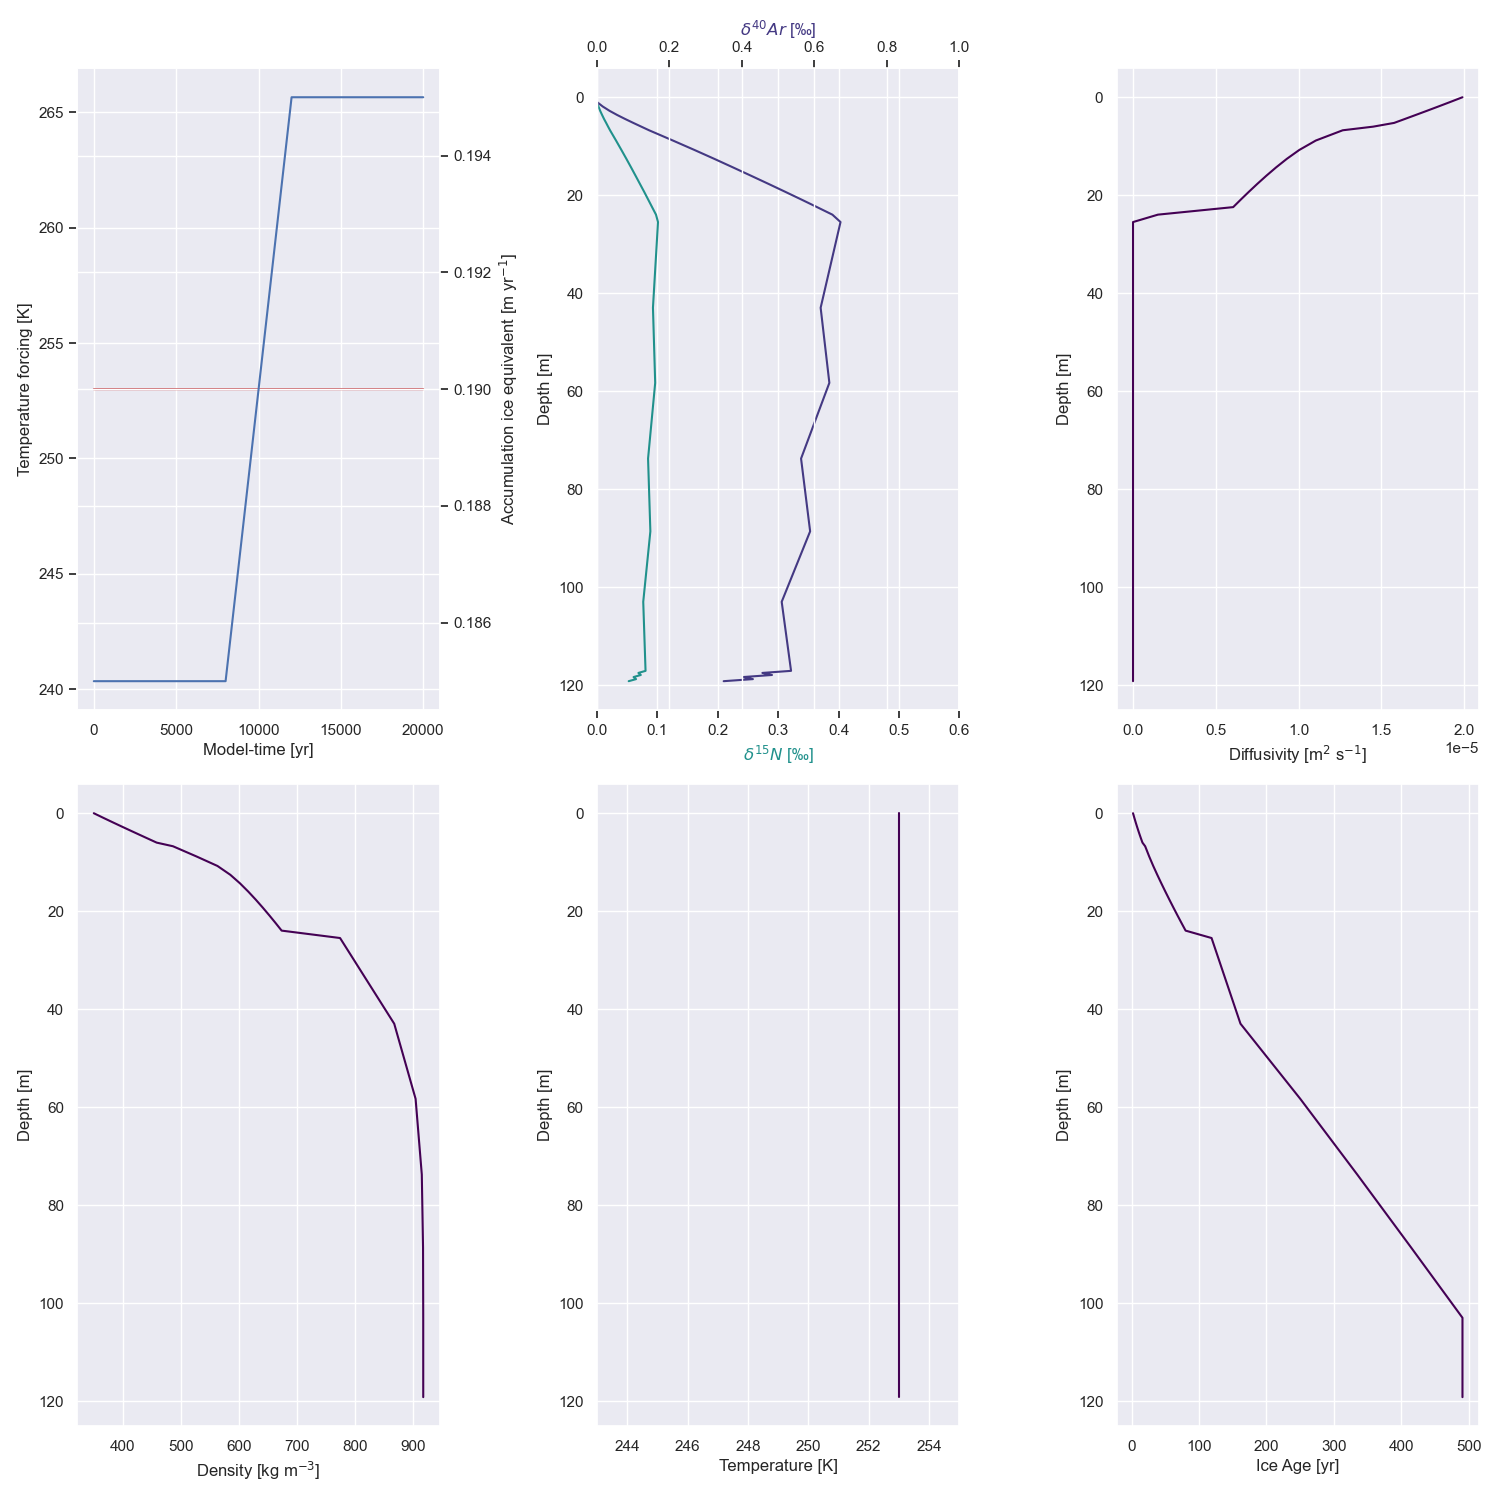 δ⁴⁰Ar [‰]
0.0 0.2 0.4 0.6 0.8 1.0
265
260
255
250
245
240
Temperature forcing [K]
0.194
0.192
0.190
0.188
0.186
Accumulation ice equivalent [m yr⁻¹]
0 5000 10000 15000 20000
Model-time [yr]
0
20
40
60
80
100
120
Depth [m]
0.0 0.1 0.2 0.3 0.4 0.5 0.6
δ¹⁵N [‰]
0
20
40
60
80
100
120
Depth [m]
0.0 0.5 1.0 1.5 2.0
1e−5
Diffusivity [m² s⁻¹]
0
20
40
60
80
100
120
Depth [m]
400 500 600 700 800 900
Density [kg m⁻³]
0
20
40
60
80
100
120
Depth [m]
244 246 248 250 252 254
Temperature [K]
0
20
40
60
80
100
120
Depth [m]
0 100 200 300 400 500
Ice Age [yr]